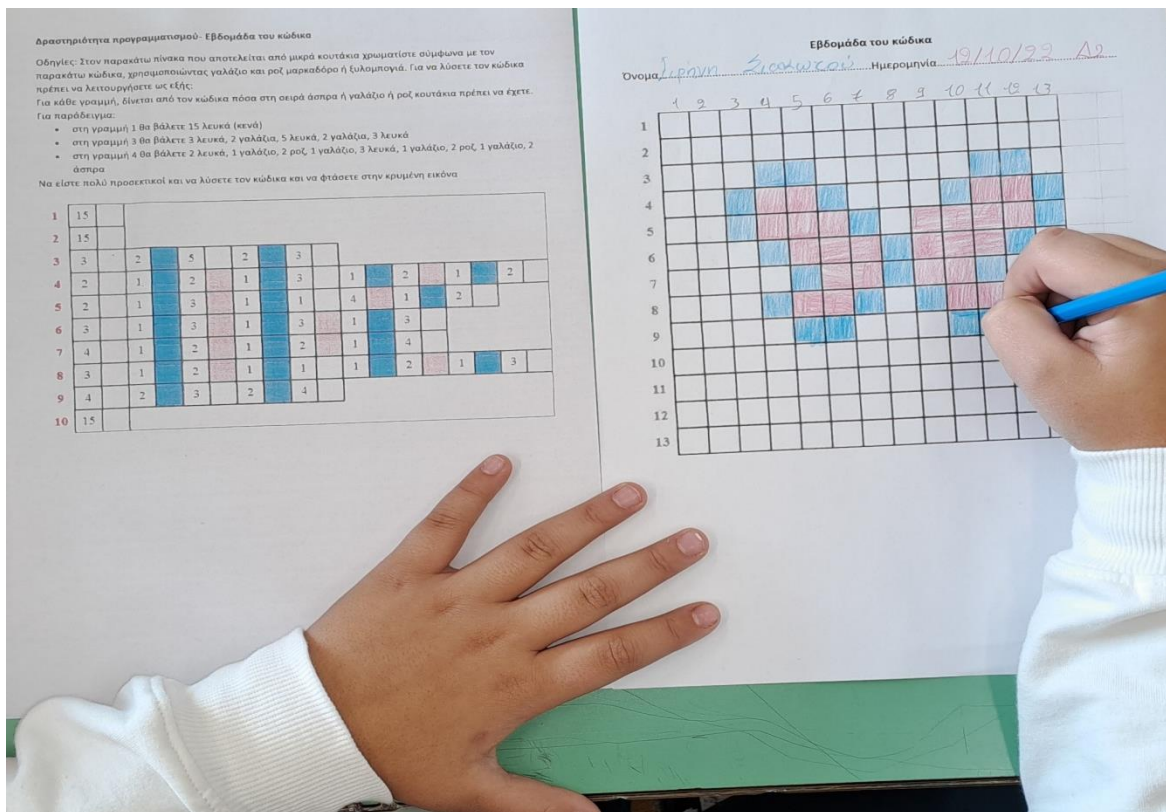 Δραστηριότητα προγραμματισμού- Εβδομάδα του κώδικα
Οδηγίες: Στον παρακάτω πίνακα που αποτελείται από μικρά κουτάκια χρωματίστε σύμφωνα με τον
παρακάτω κώδικα, χρησιμοποιώντας γαλάζιο και ροζ μαρκαδόρο ή ξυλομπογιά. Για να λύσετε τον κώδικα
πρέπει να λειτουργήσετε ως εξής:
Για κάθε γραμμή, δίνεται από τον κώδικα πόσα στη σειρά άσπρα ή γαλάζιο ή ροζ κουτάκια πρέπει να έχετε.
Για παράδειγμα:
• στη γραμμή 1 θα βάλετε 15 λευκά (κενά)
• στη γραμμή 3 θα βάλετε 3 λευκά, 2 γαλάζια, 5 λευκά, 2 γαλάζια, 3 λευκά
• στη γραμμή 4 θα βάλετε 2 λευκά, 1 γαλάζιο, 2 ροζ, 1 γαλάζιο, 3 λευκά, 1 γαλάζιο, 2 ροζ, 1 γαλάζιο, 2
άσπρα
Να είστε πολύ προσεκτικοί και να λύσετε τον κώδικα και να φτάσετε στην κρυμένη εικόνα
1 15
2 15
3 3 2 5 2 3
4 2 1 2 1 3 1 2 1 2
5 2 1 3 1 1 4 1 2
6 3 1 3 1 3 1 3
7 4 1 2 1 2 1 4
8 3 1 2 1 1 1 2 1 3
9 4 2 3 2 4
10 15
Εβδομάδα του κώδικα
Όνομα Ημερομηνία 19/10/22 Δ2
1 2 3 4 5 6 7 8 9 10 11 12 13
1
2
3
4
5
6
7
8
9
10
11
12
13